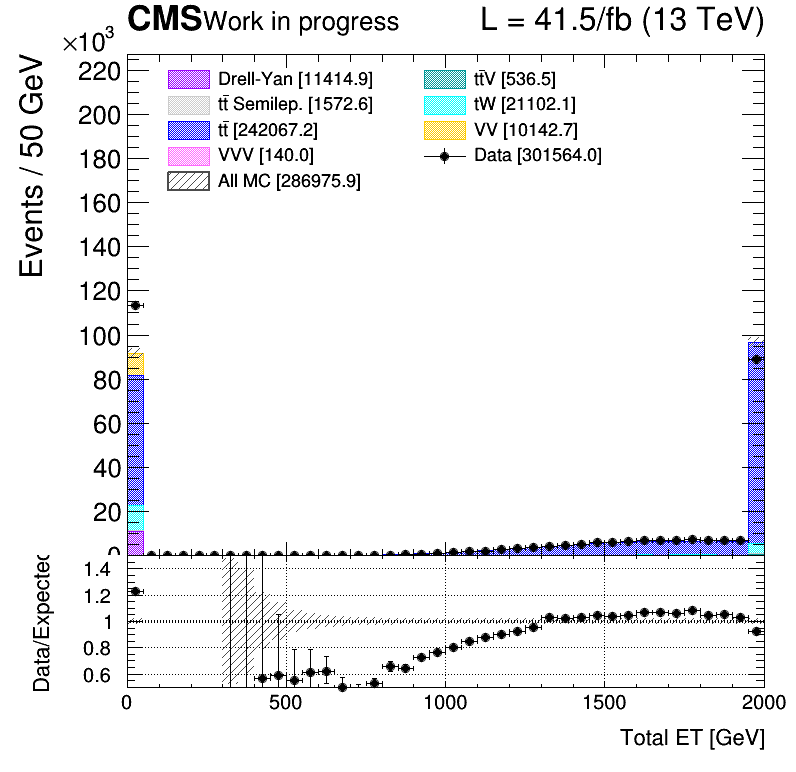 CMS Work in progress L = 41.5/fb (13 TeV)
×10³
Events / 50 GeV
220
200
180
160
140
120
100
80
60
40
20
0
Drell-Yan [11414.9]
tt̄ Semilep. [1572.6]
tt̄ [242067.2]
VVV [140.0]
All MC [286975.9]
tt̄V [536.5]
tW [21102.1]
VV [10142.7]
Data [301564.0]
Data/Expected
1.4
1.2
1
0.8
0.6
0 500 1000 1500 2000
Total ET [GeV]